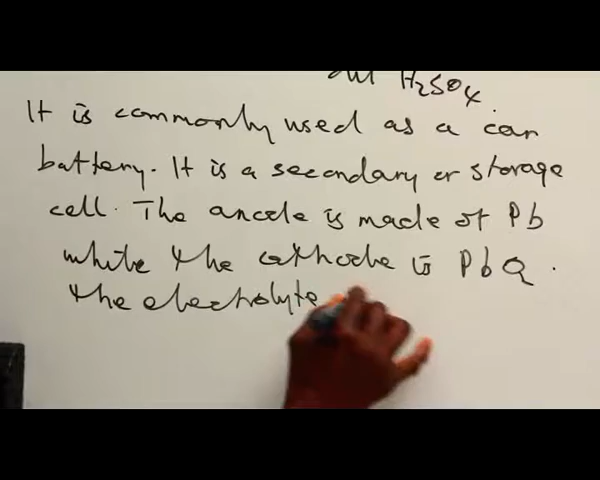 dil H2SO4.
It is commonly used as a car
battery. It is a secondary or storage
cell. The anode is made of Pb
while the cathode is PbO2.
the electrolyte